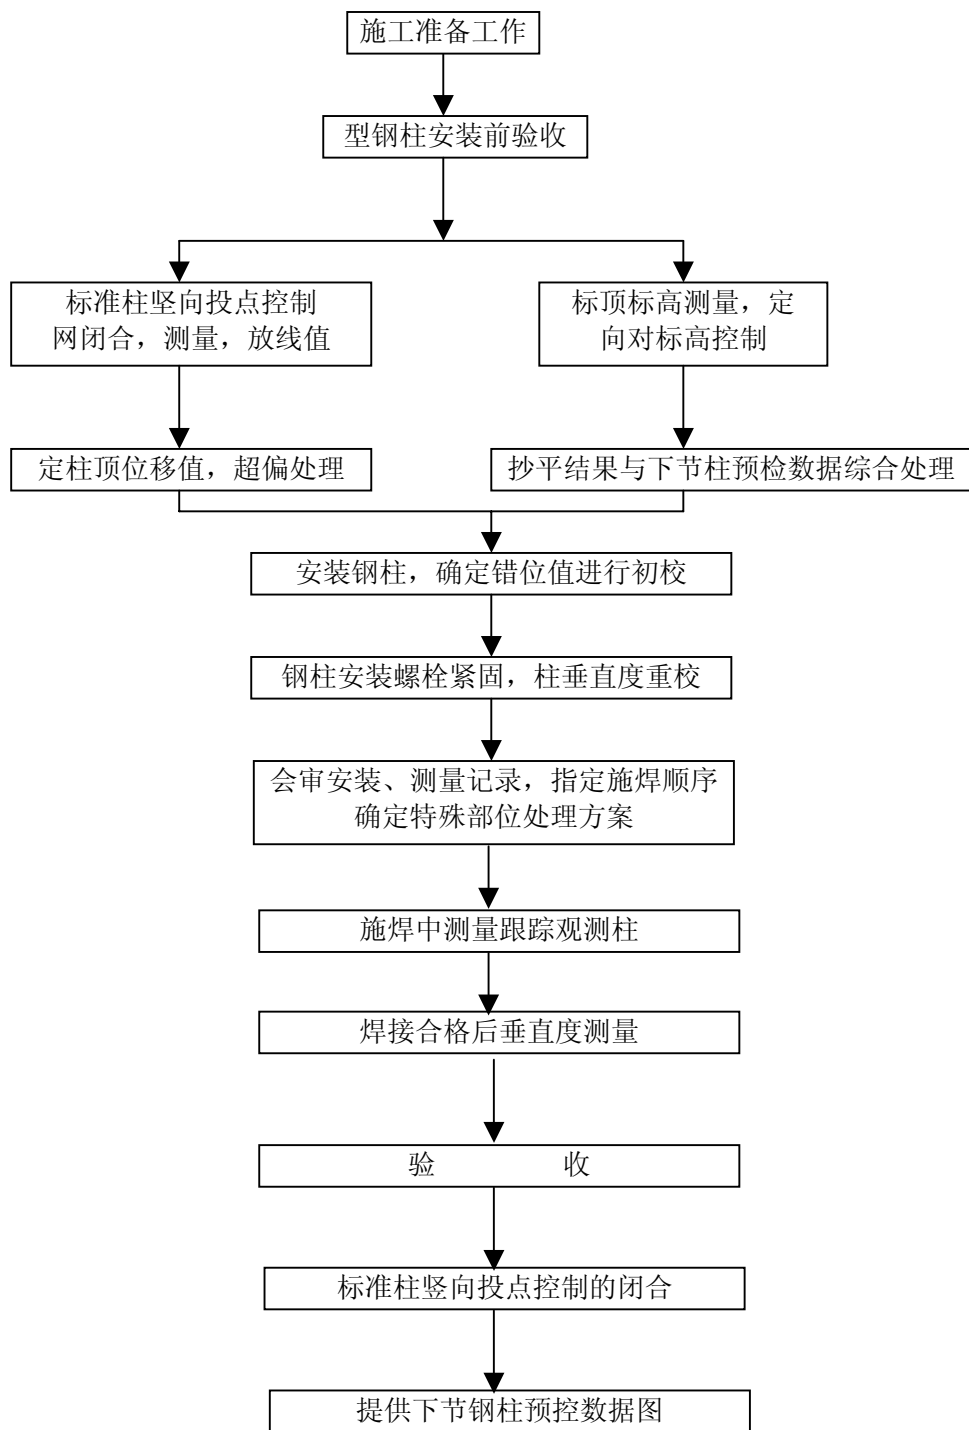 施工准备工作
型钢柱安装前验收
标准柱坚向投点控制
网闭合，测量，放线值
标顶标高测量，定
向对标高控制
定柱顶位移值，超偏处理
抄平结果与下节柱预检数据综合处理
安装钢柱，确定错位值进行初校
钢柱安装螺栓紧固，柱垂直度重校
会审安装、测量记录，指定施焊顺序
确定特殊部位处理方案
施焊中测量跟踪观测柱
焊接合格后垂直度测量
验 收
标准柱竖向投点控制的闭合
提供下节钢柱预控数据图